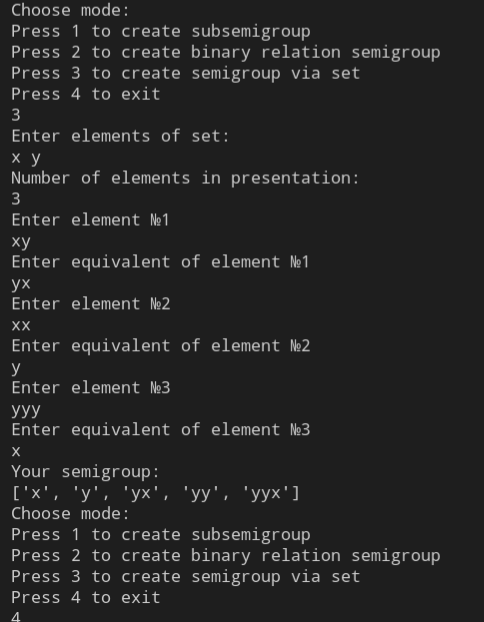 Choose mode:
Press 1 to create subsemigroup
Press 2 to create binary relation semigroup
Press 3 to create semigroup via set
Press 4 to exit
3
Enter elements of set:
x y
Number of elements in presentation:
3
Enter element №1
xy
Enter equivalent of element №1
yx
Enter element №2
xx
Enter equivalent of element №2
y
Enter element №3
yyy
Enter equivalent of element №3
x
Your semigroup:
['x', 'y', 'yx', 'yy', 'yyx']
Choose mode:
Press 1 to create subsemigroup
Press 2 to create binary relation semigroup
Press 3 to create semigroup via set
Press 4 to exit
4